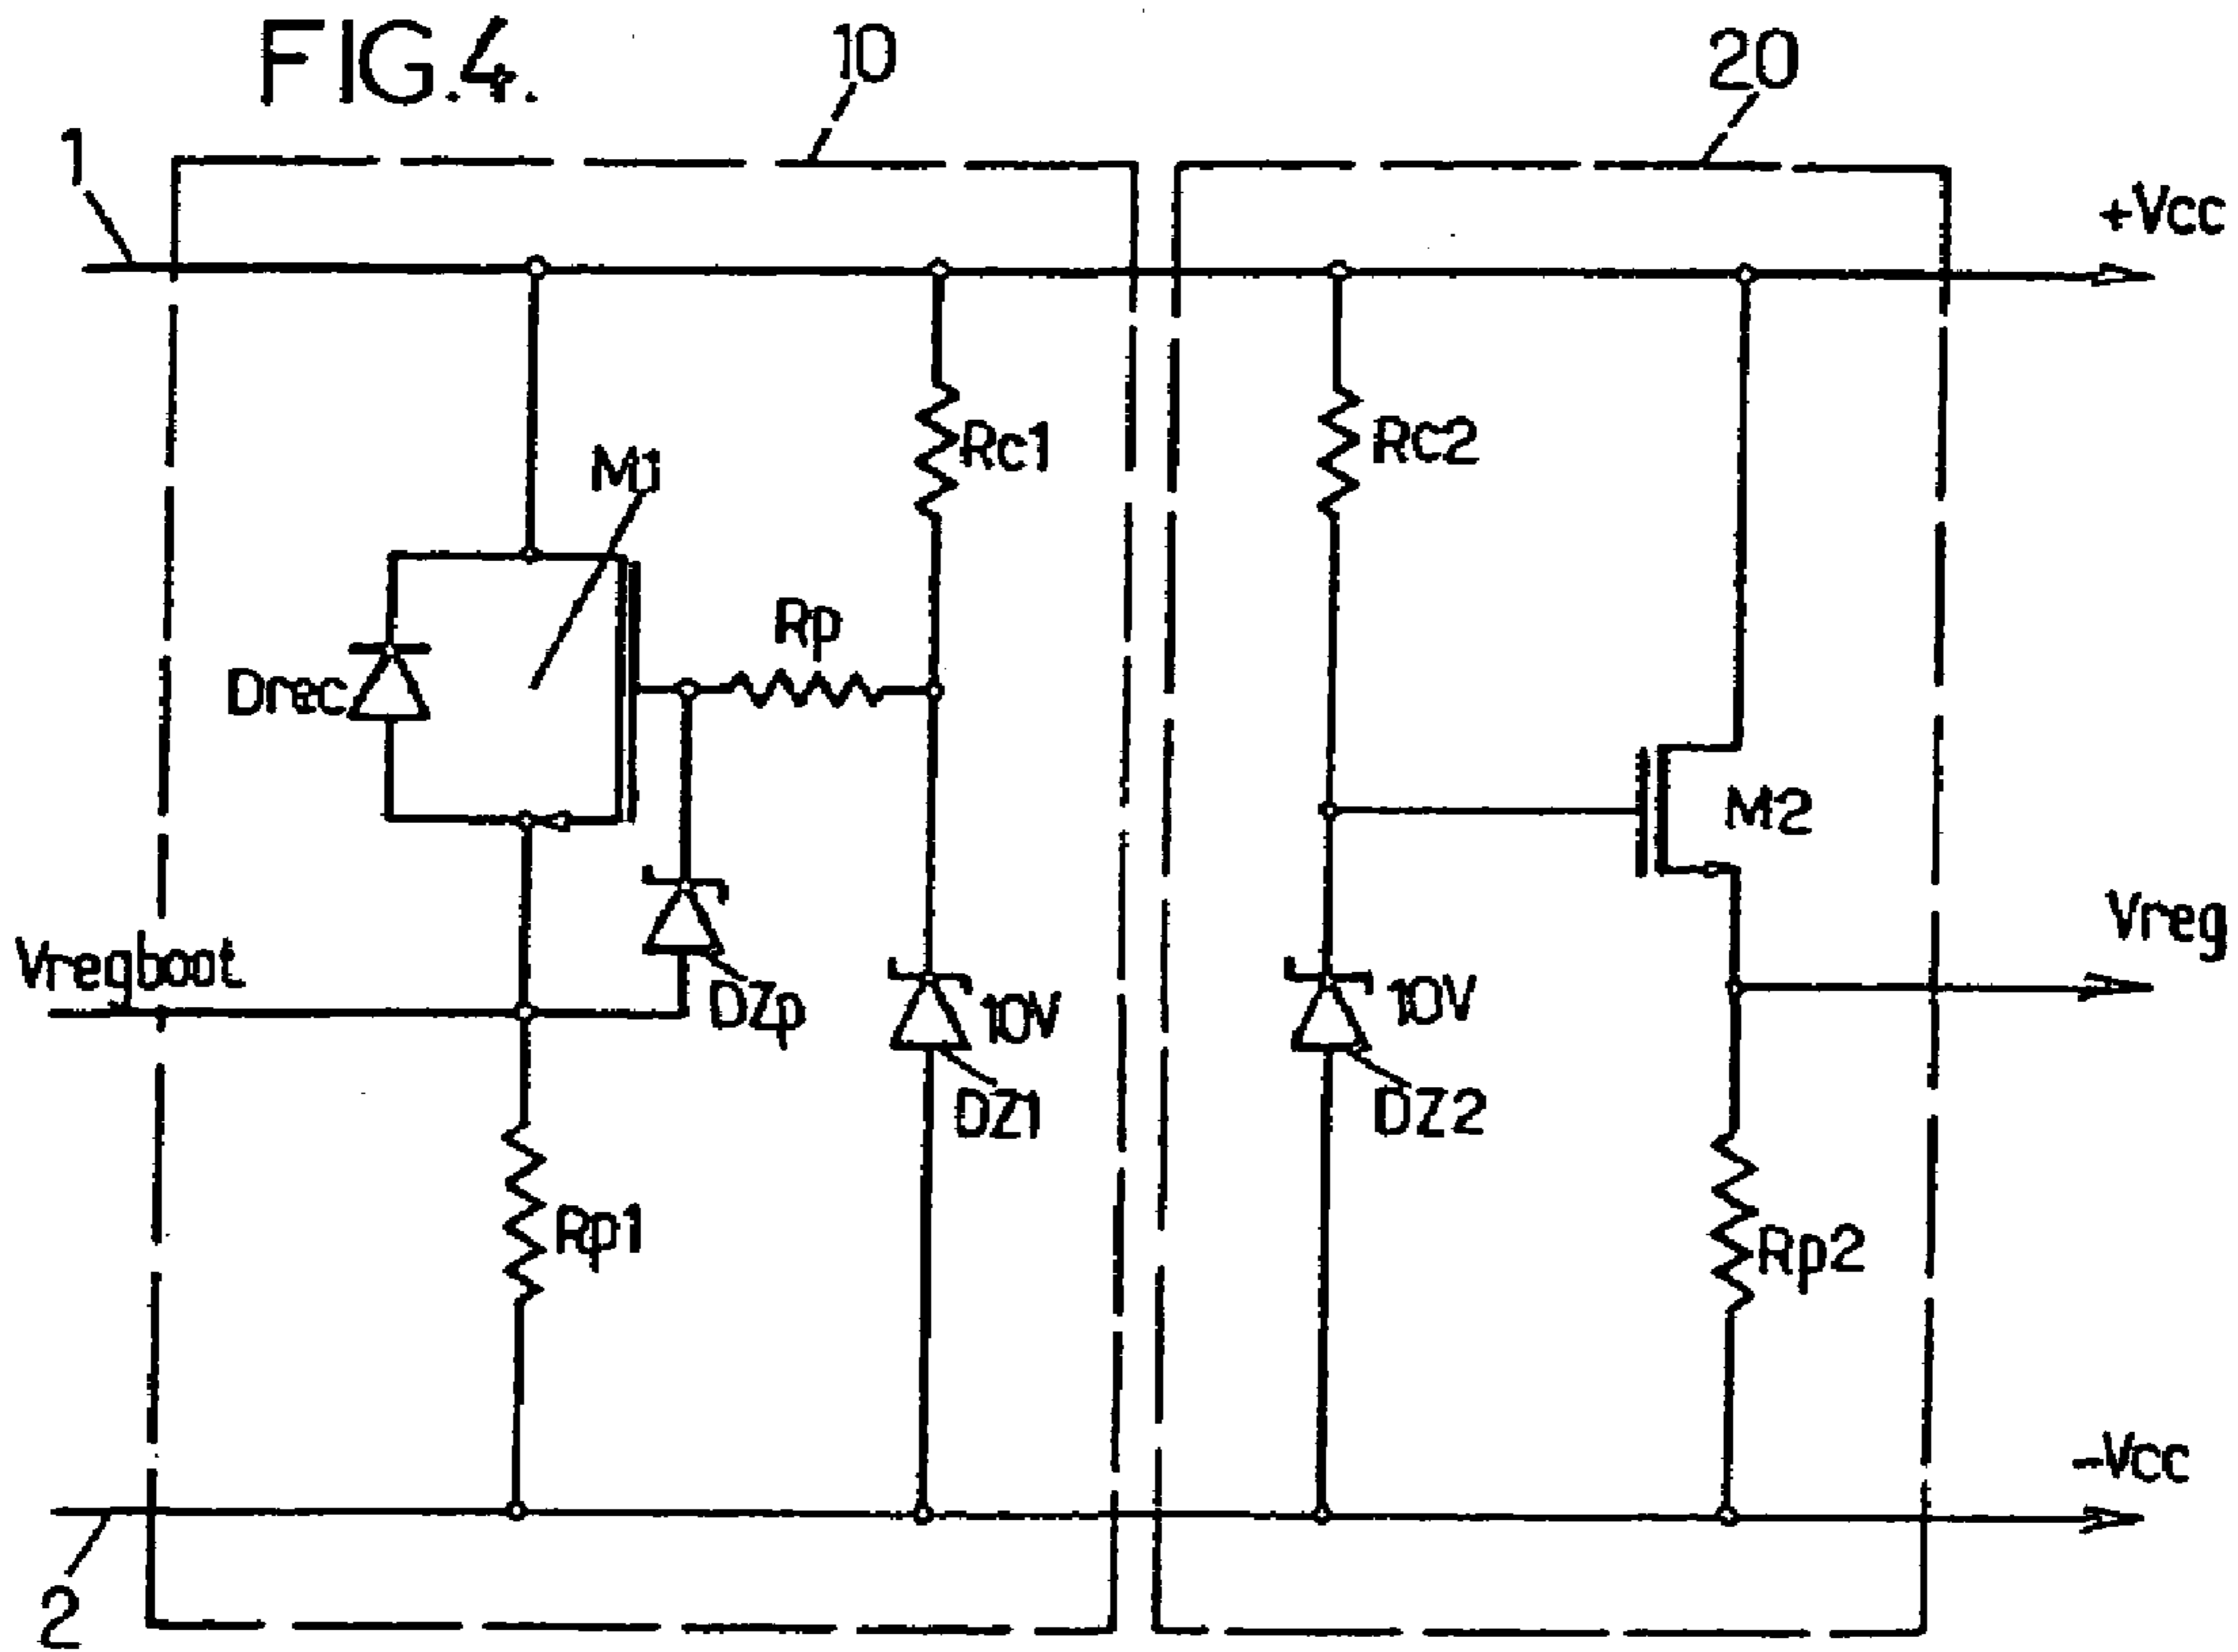 FIG.4.
10
20
1
+Vcc
Rc1
Rc2
M1
Rp
Drec
M2
Vreg
Vregboot
DZp
10V
10V
DZ1
DZ2
Rp1
Rp2
-Vcc
2